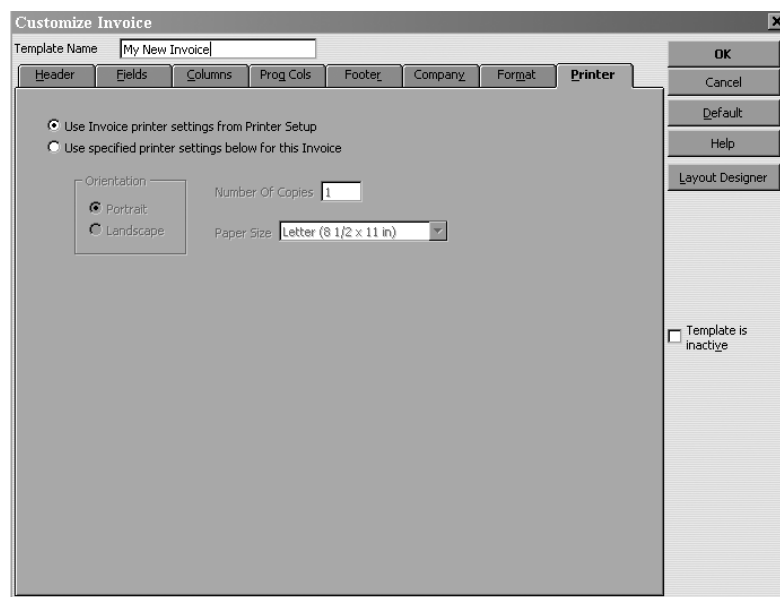 Customize Invoice
Template Name My New Invoice
Header Fields Columns Prog Cols Footer Company Format Printer
Use Invoice printer settings from Printer Setup
Use specified printer settings below for this Invoice
Orientation
Portrait
Landscape
Number Of Copies 1
Paper Size Letter (8 1/2 x 11 in)
OK
Cancel
Default
Help
Layout Designer
Template is
inactive